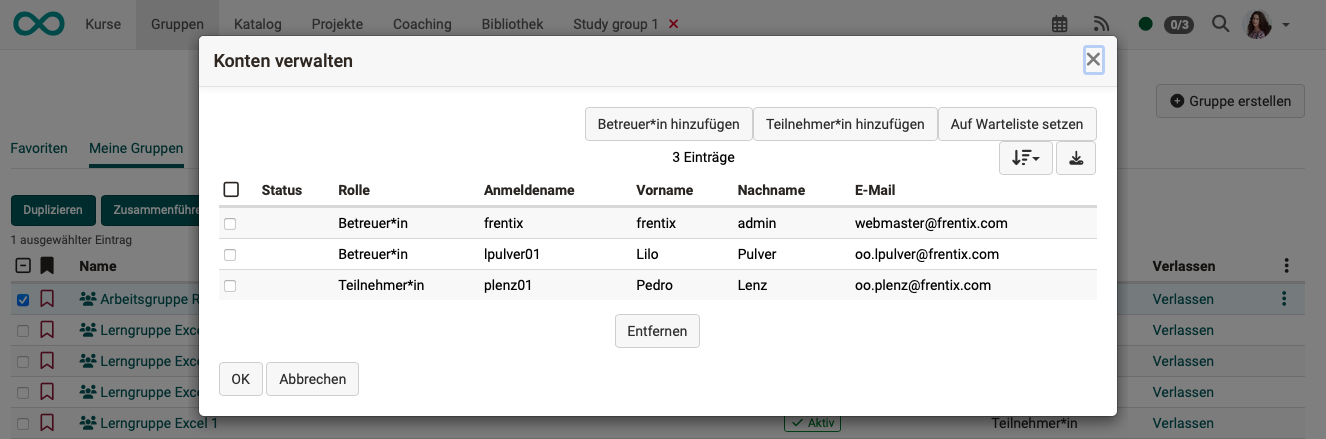 Kurse Gruppen Katalog Projekte Coaching Bibliothek Study group 1 0/3
Konten verwalten
Gruppe erstellen
Betreuer*in hinzufügen Teilnehmer*in hinzufügen Auf Warteliste setzen
Favoriten Meine Gruppen
3 Einträge
Status Rolle Anmeldename Vorname Nachname E-Mail
Duplizieren
Betreuer*in frentix frentix admin webmaster@frentix.com
1 ausgewählter Eintrag
Betreuer*in lpulver01 Lilo Pulver oo.lpulver@frentix.com
Name Verlassen
Teilnehmer*in plenz01 Pedro Lenz oo.plenz@frentix.com
Arbeitsgruppe Verlassen
Entfernen
Lerngruppe Verlassen
Lerngruppe Verlassen
OK Abbrechen
Lerngruppe Verlassen
Lerngruppe Excel 1 Aktiv Teilnehmer*in Verlassen